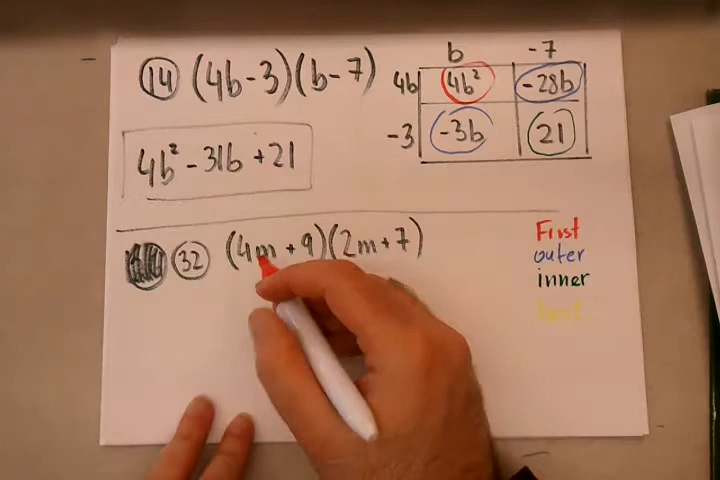 14 (4b - 3)(b - 7)
b -7
4b 4b² -28b
-3 -3b 21
4b² - 31b + 21
32 (4m + 9)(2m + 7)
First
outer
inner
last